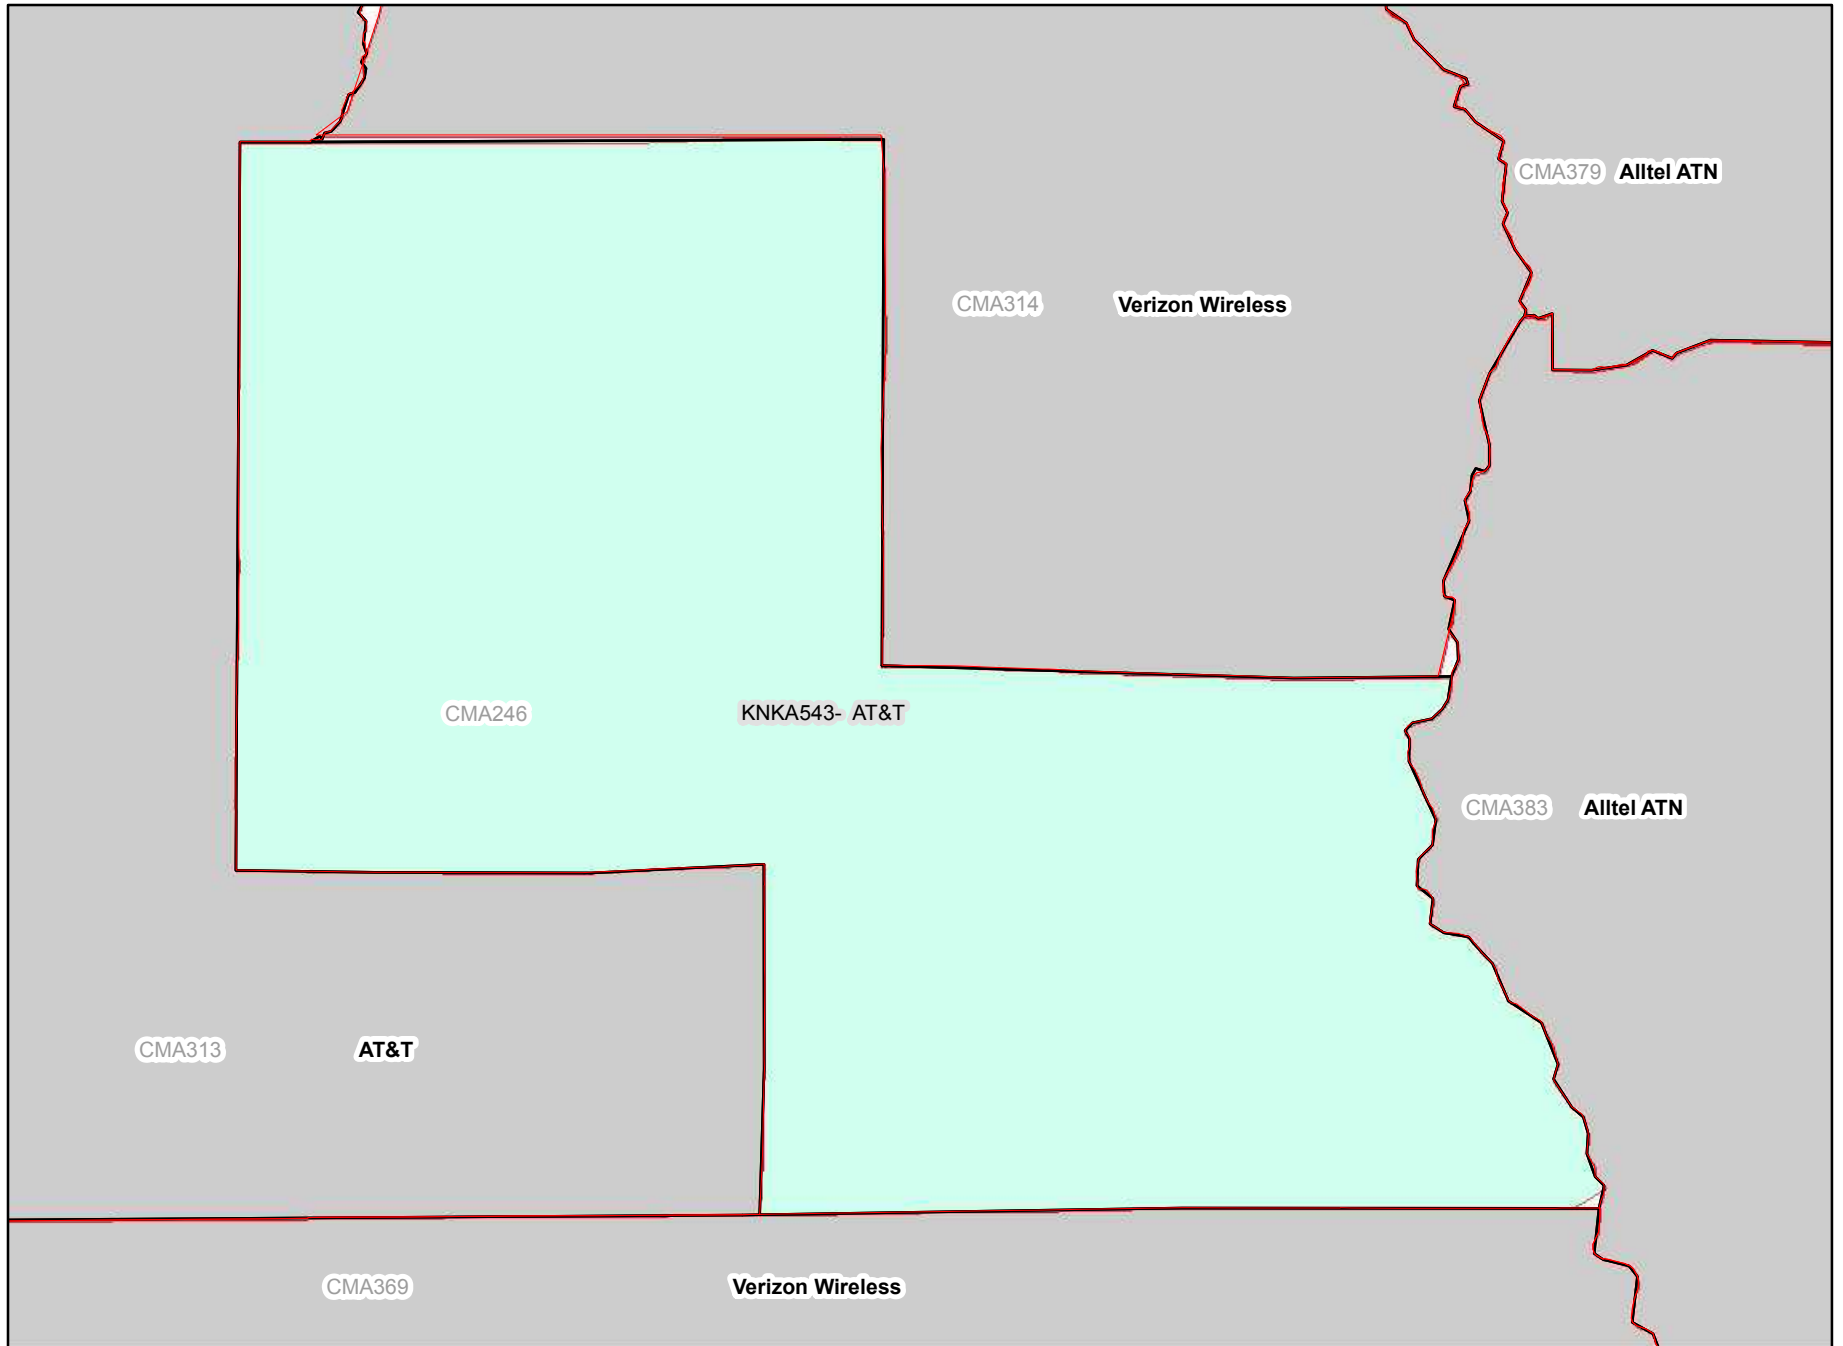 CMA379 Alltel ATN
CMA314 Verizon Wireless
CMA246 KNKA543- AT&T
CMA383 Alltel ATN
CMA313 AT&T
CMA369 Verizon Wireless